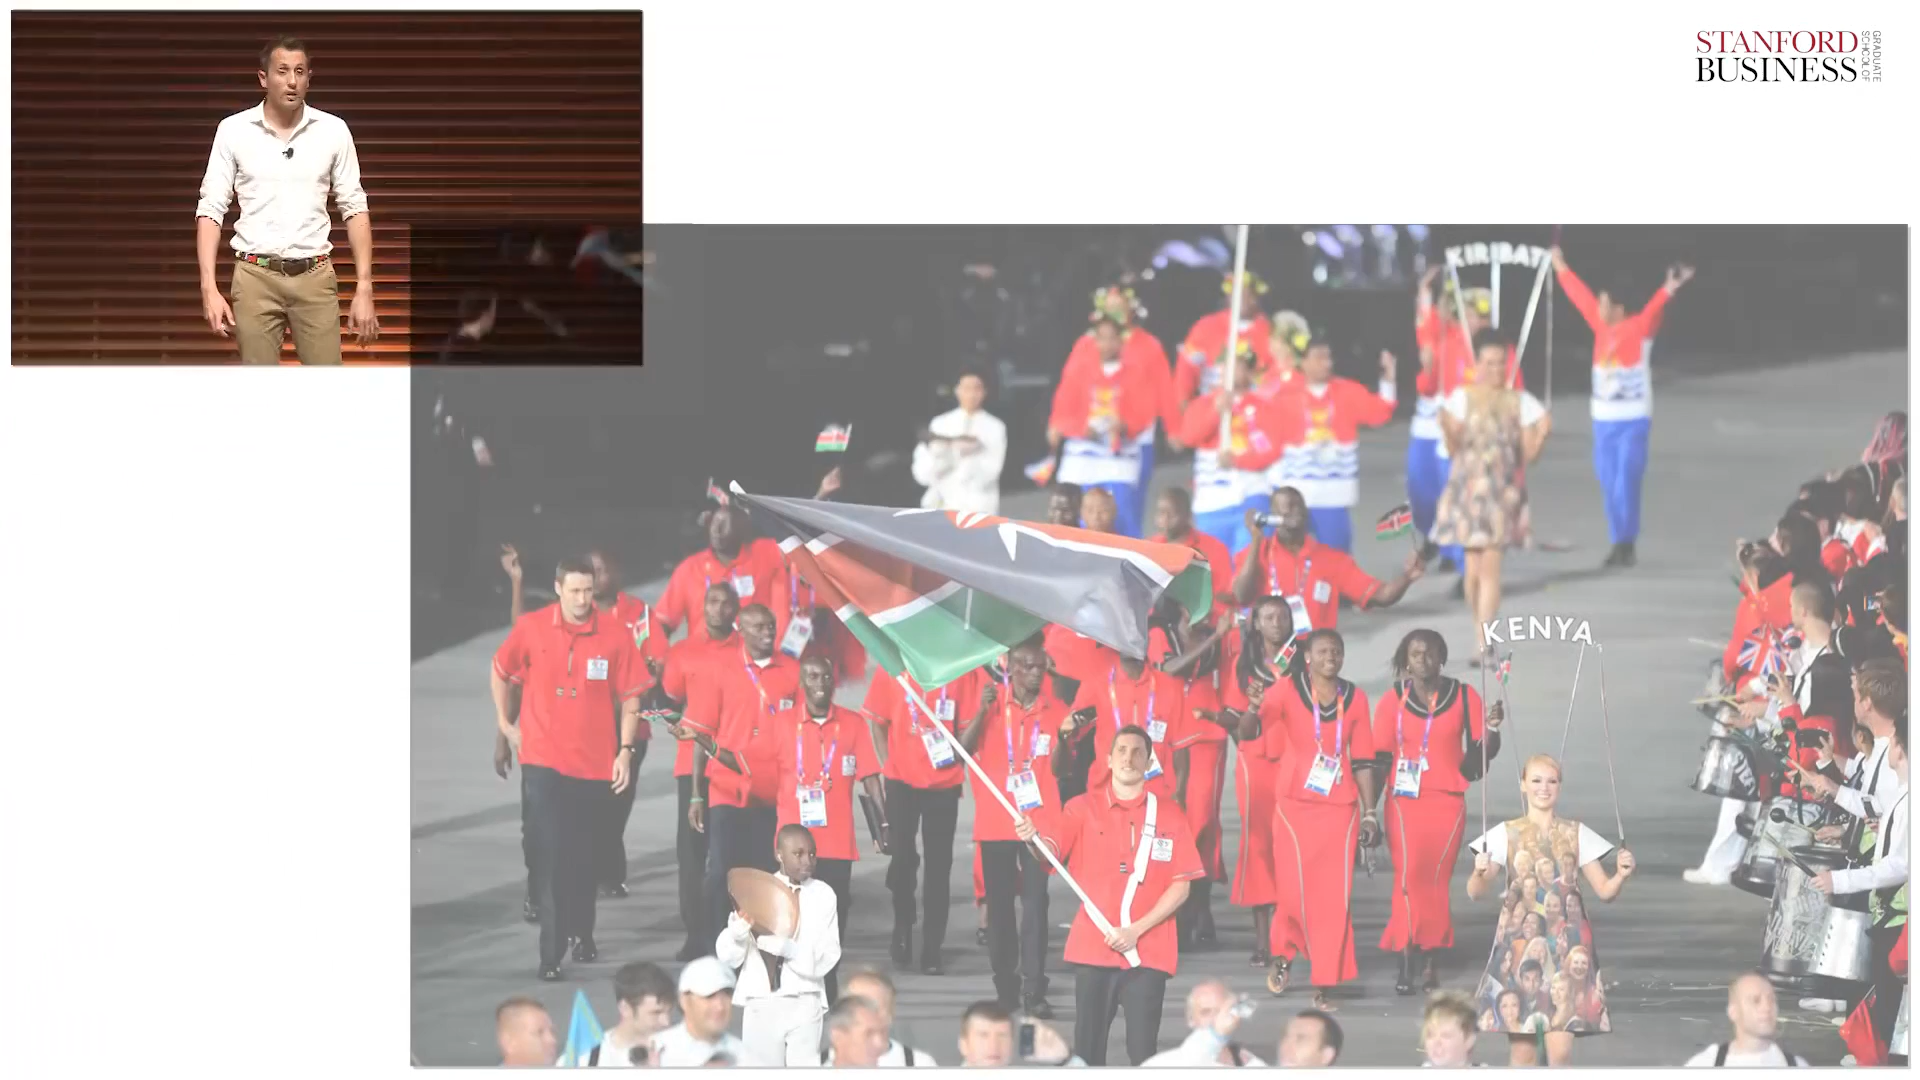 STANFORD
BUSINESS
GRADUATE
SCHOOL OF
KIRIBATI
KENYA